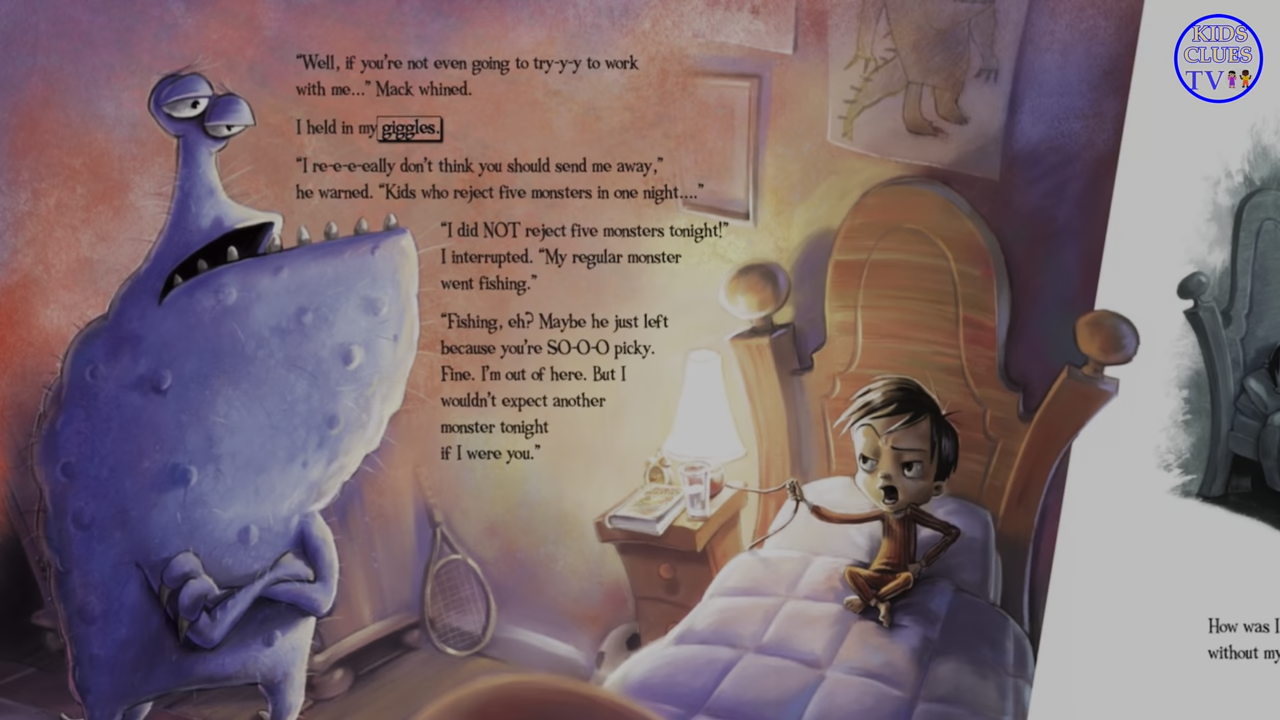 KIDS
CLUES
TV
"Well, if you're not even going to try-y-y to work
with me..." Mack whined.
I held in my giggles.
"I re-e-e-eally don't think you should send me away,"
he warned. "Kids who reject five monsters in one night...."
"I did NOT reject five monsters tonight!"
I interrupted. "My regular monster
went fishing."
"Fishing, eh? Maybe he just left
because you're SO-O-O picky.
Fine. I'm out of here. But I
wouldn't expect another
monster tonight
if I were you."
How was I
without my